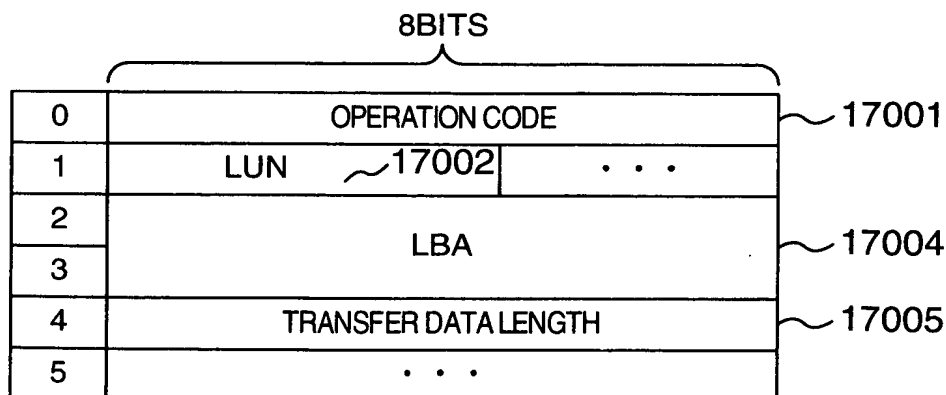 8BITS
0 OPERATION CODE 17001
1 LUN 17002 . . .
2
LBA 17004
3
4 TRANSFER DATA LENGTH 17005
5 . . .